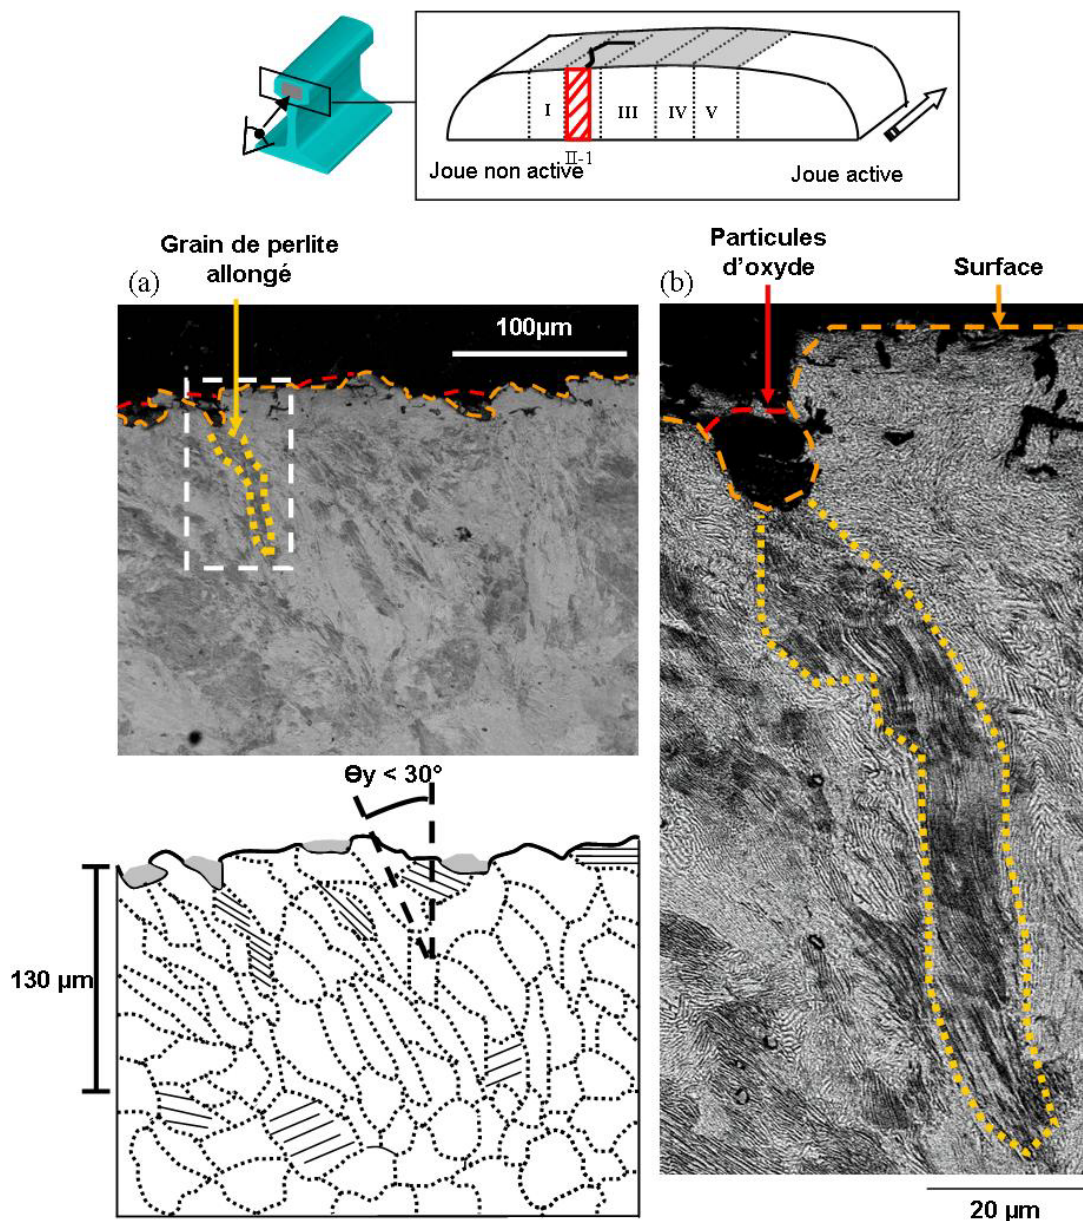 I
III
IV
V
II-1
Joue non active
Joue active
Grain de perlite
allongé
(a)
100µm
Particules
d'oxyde
(b)
Surface
Θy < 30°
130 µm
20 µm